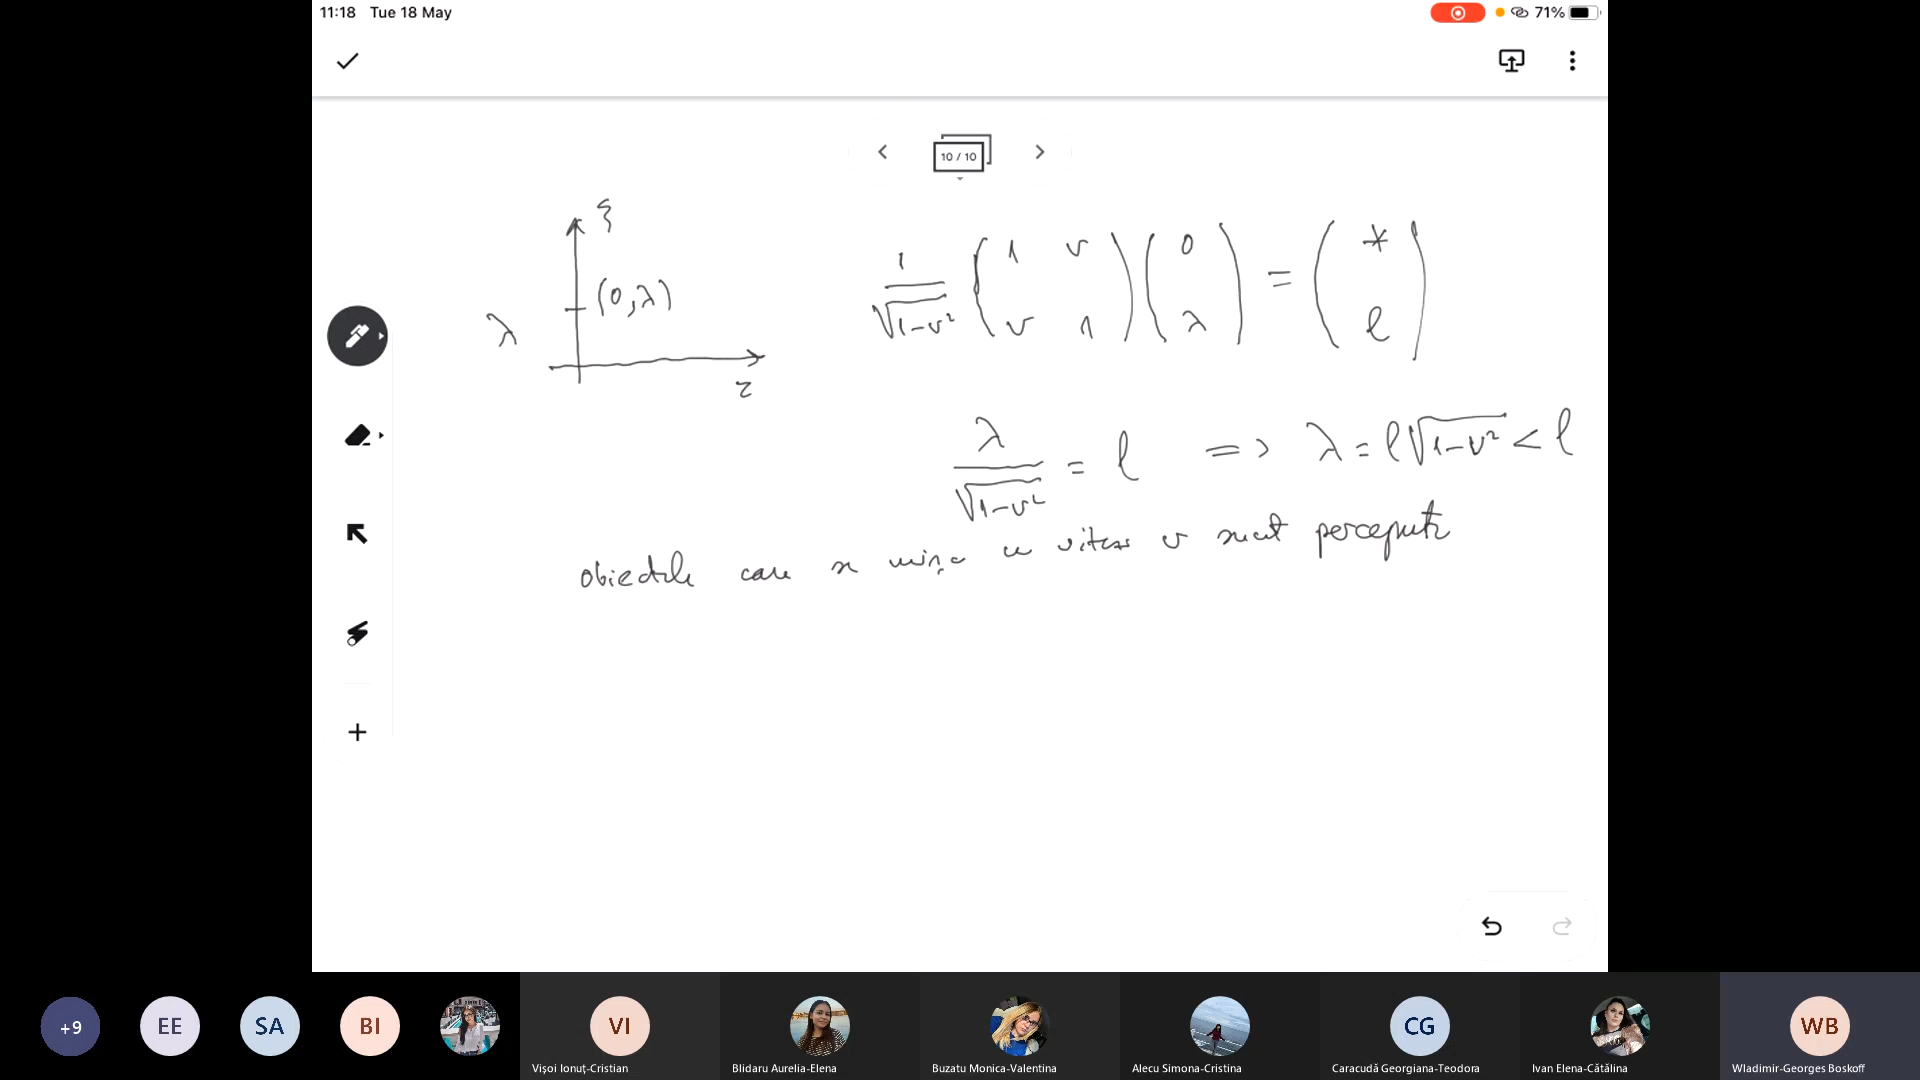 11:18 Tue 18 May
71%
10 / 10
ξ
(0,λ)
λ
τ
1/√1-v² (1 v; v 1) (0; λ) = (*; l)
λ/√1-v² = l => λ = l√1-v² < l
obiectele care se mișcă cu viteza v sunt percepute
+9
EE
SA
BI
VI
CG
WB
Vișoi Ionuț-Cristian
Blidaru Aurelia-Elena
Buzatu Monica-Valentina
Alecu Simona-Cristina
Caracudă Georgiana-Teodora
Ivan Elena-Cătălina
Wladimir-Georges Boskoff